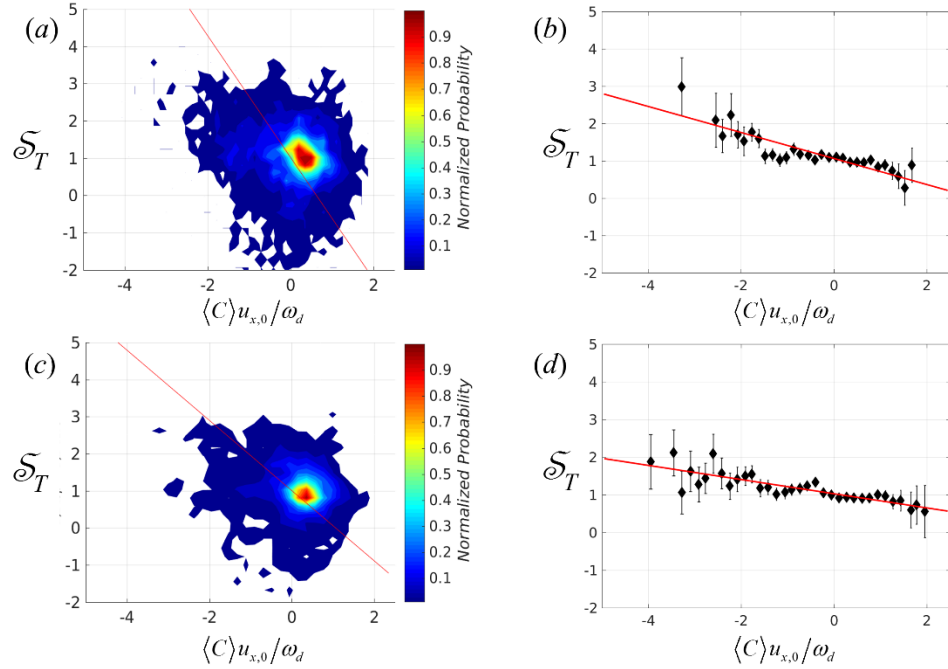 (a)
5
4
3
2
1
0
-1
-2
𝒮_T
-4 -2 0 2
⟨C⟩u_{x,0}/ω_d
0.9
0.8
0.7
0.6
0.5
0.4
0.3
0.2
0.1
Normalized Probability
(b)
5
4
3
2
1
0
-1
-2
𝒮_T
-4 -2 0 2
⟨C⟩u_{x,0}/ω_d
(c)
5
4
3
2
1
0
-1
-2
𝒮_T
-4 -2 0 2
⟨C⟩u_{x,0}/ω_d
0.9
0.8
0.7
0.6
0.5
0.4
0.3
0.2
0.1
Normalized Probability
(d)
5
4
3
2
1
0
-1
-2
𝒮_T
-4 -2 0 2
⟨C⟩u_{x,0}/ω_d